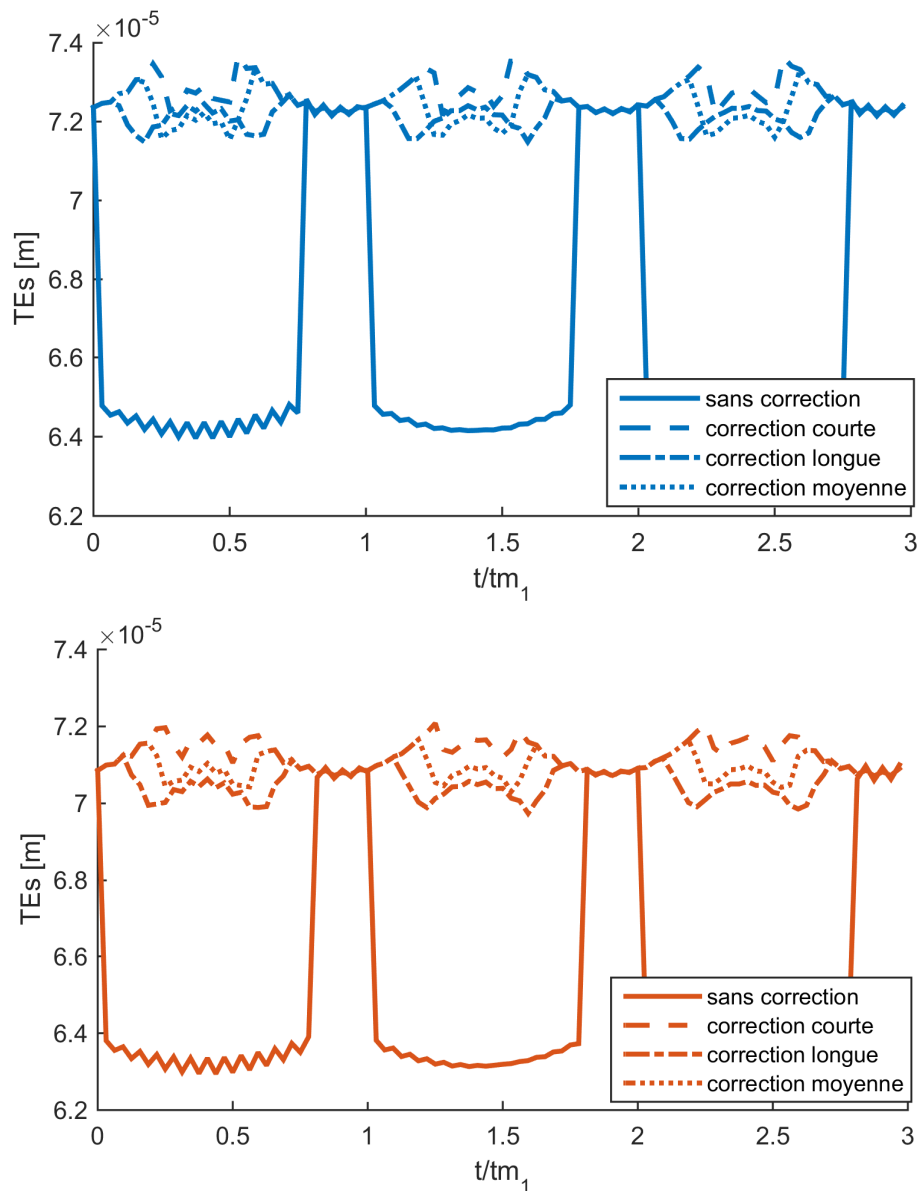 ×10⁻⁵
7.4
7.2
7
6.8
6.6
6.4
6.2
TEs [m]
sans correction
correction courte
correction longue
correction moyenne
0 0.5 1 1.5 2 2.5 3
t/tm₁
×10⁻⁵
7.4
7.2
7
6.8
6.6
6.4
6.2
TEs [m]
sans correction
correction courte
correction longue
correction moyenne
0 0.5 1 1.5 2 2.5 3
t/tm₁